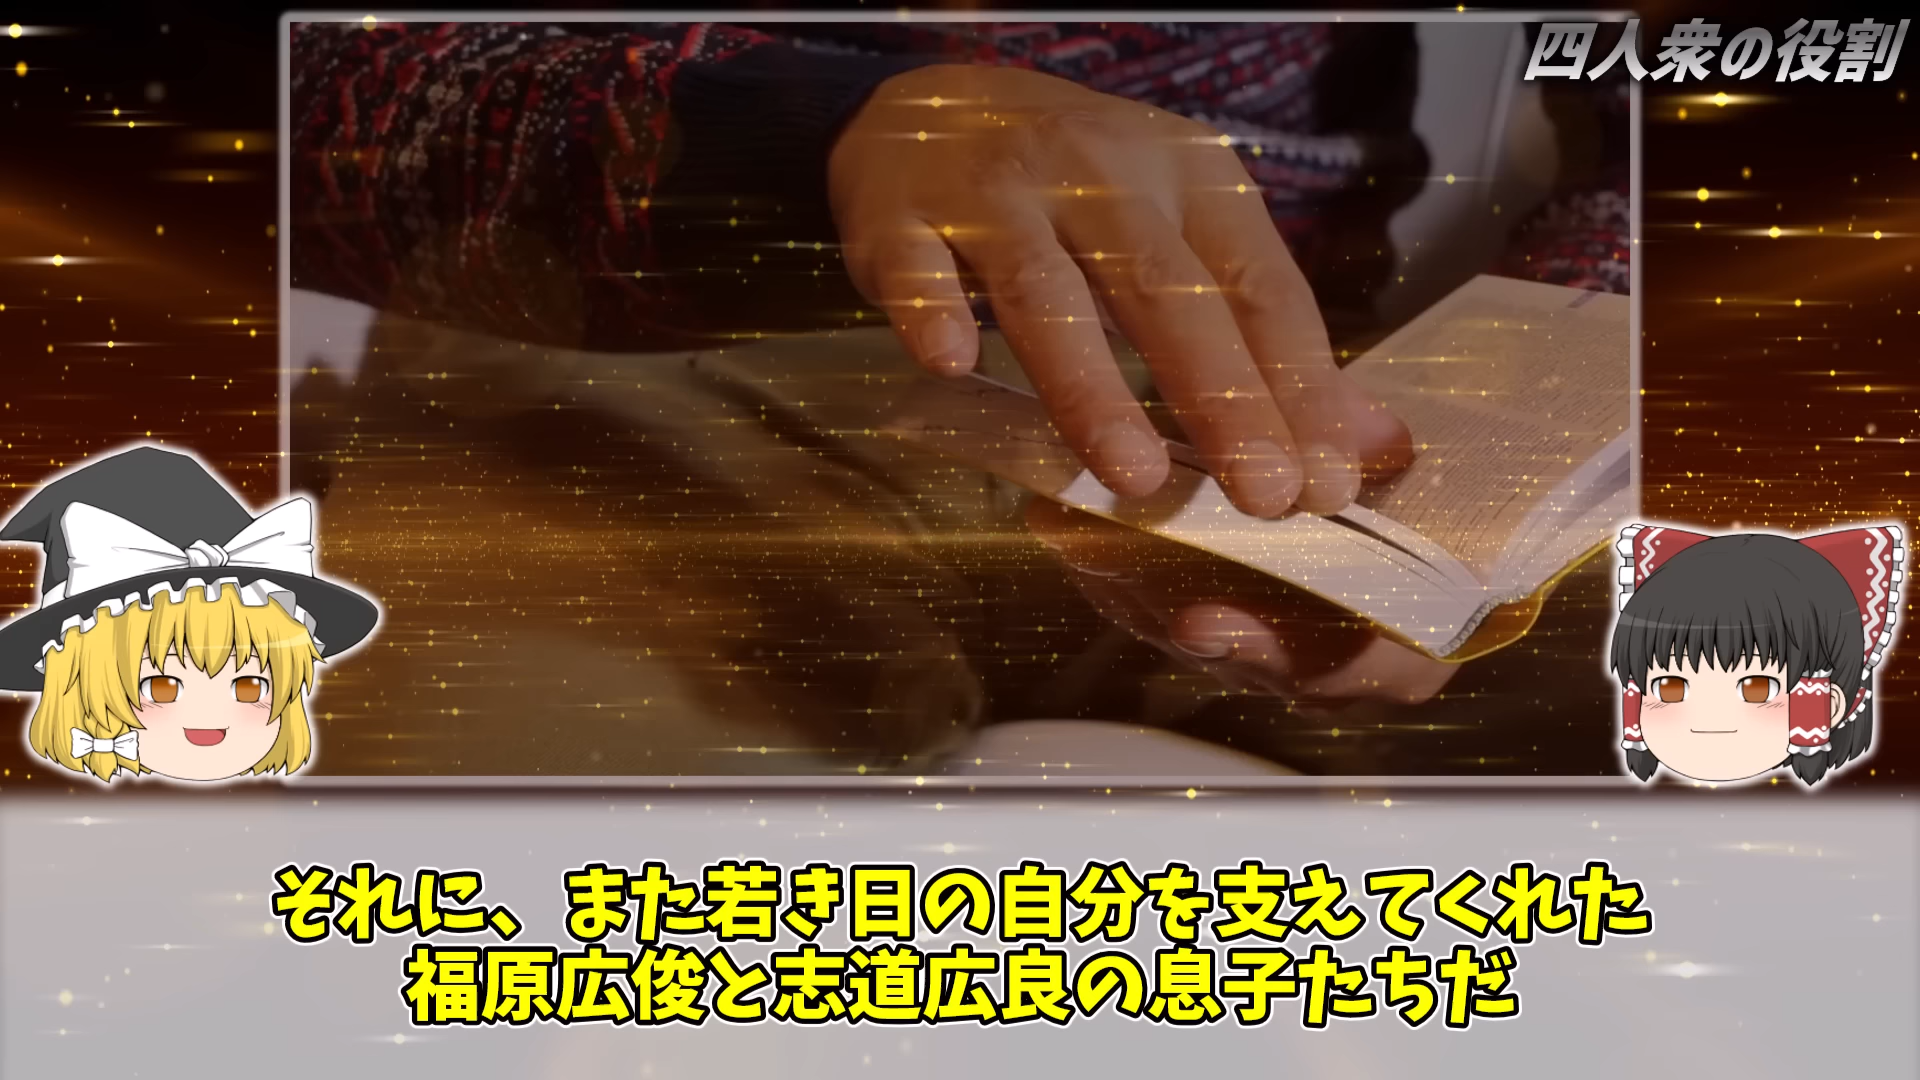 四人衆の役割
それに、また若き日の自分を支えてくれた
福原広俊と志道広良の息子たちだ